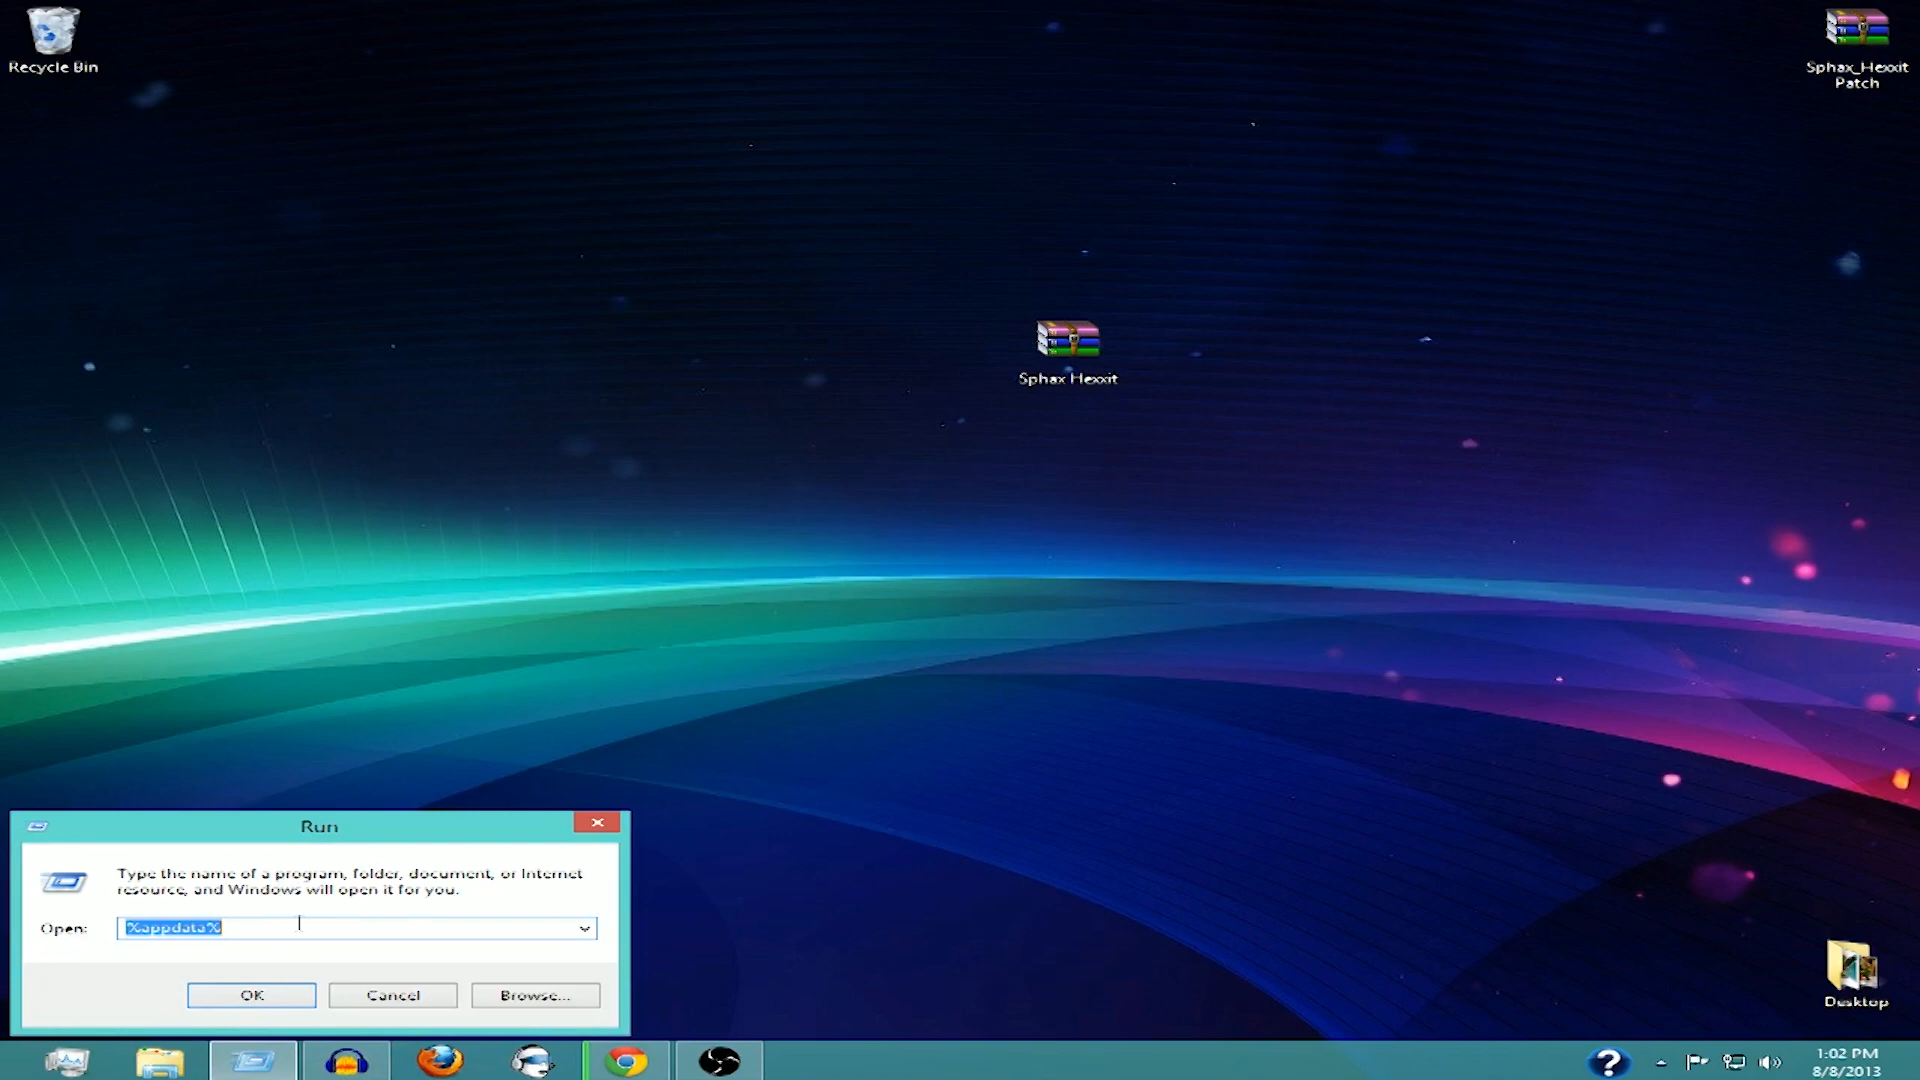 Recycle Bin
Sphax_Hexxit
Patch
Sphax Hexxit
Run
Type the name of a program, folder, document, or Internet
resource, and Windows will open it for you.
Open:
%appdata%
OK
Cancel
Browse...
Desktop
1:02 PM
8/8/2013